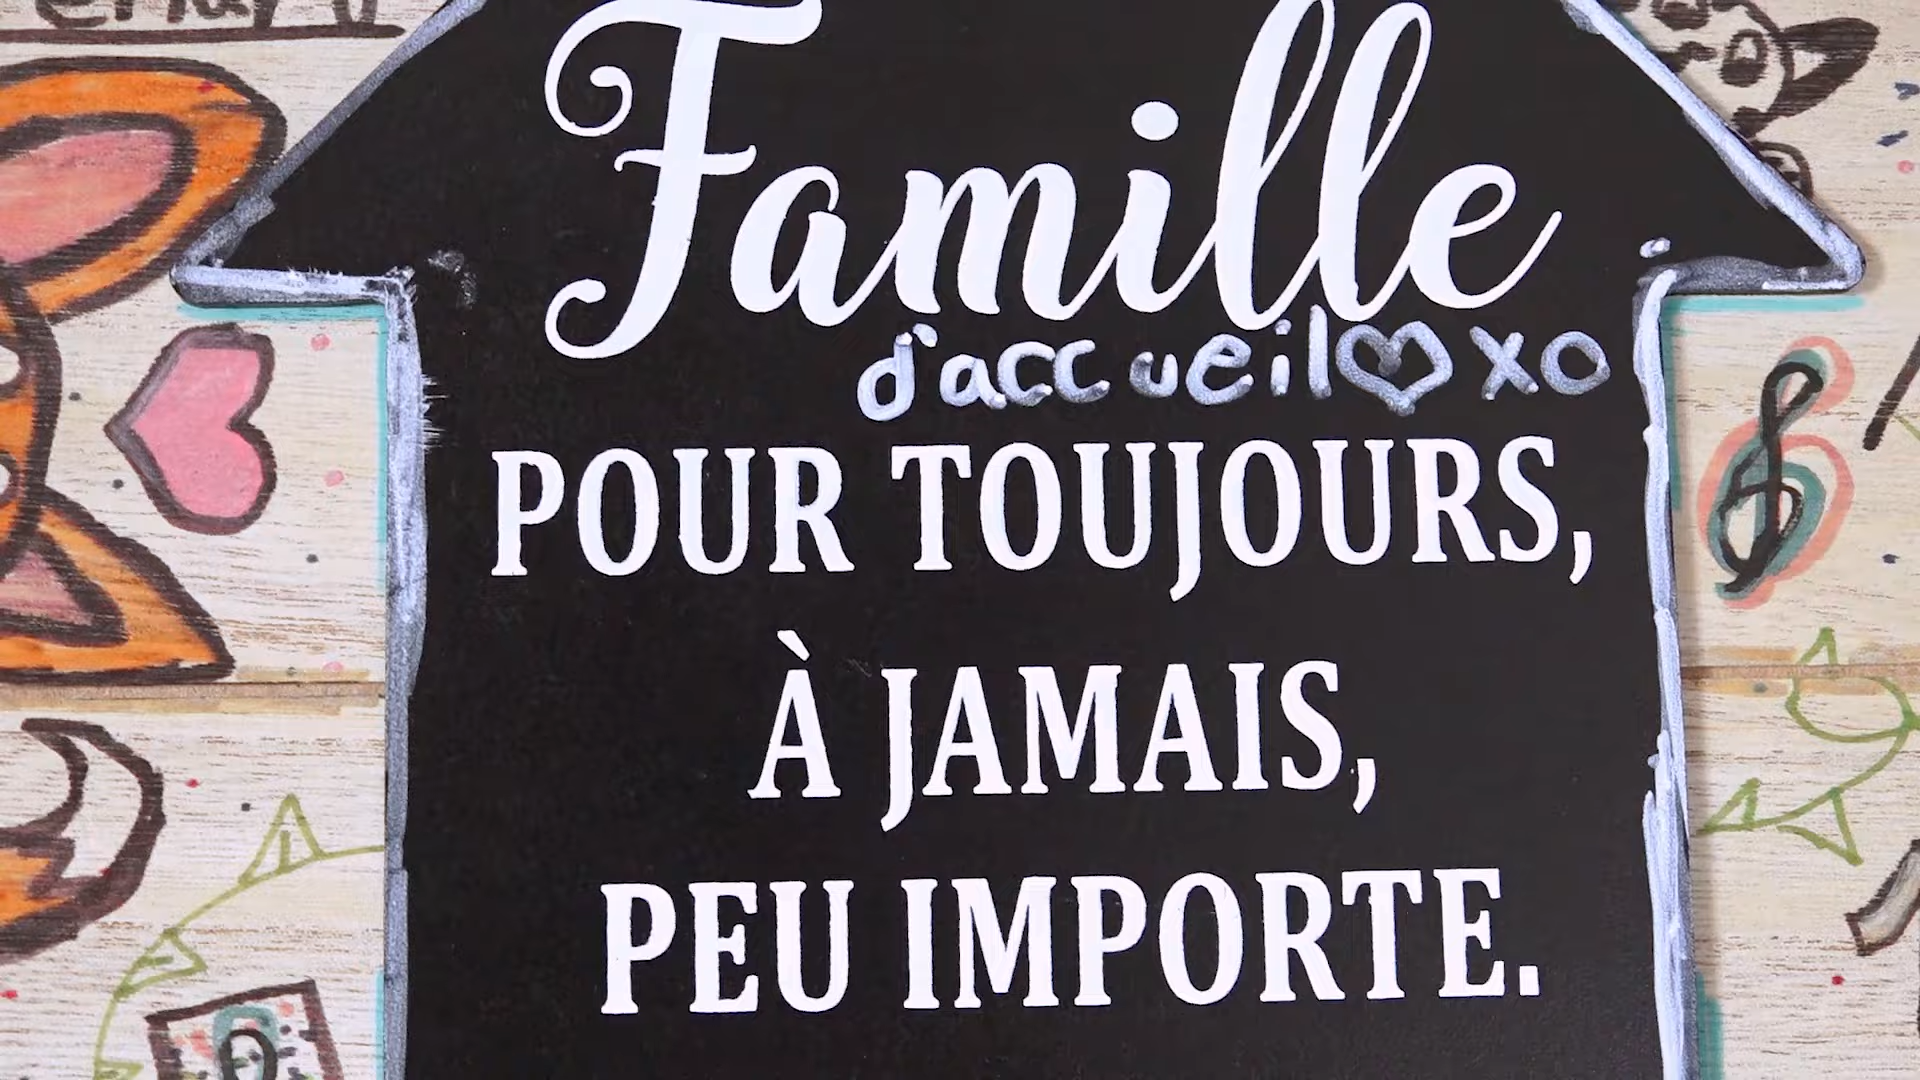 Famille
d'accueil♡ xo
POUR TOUJOURS,
À JAMAIS,
PEU IMPORTE.